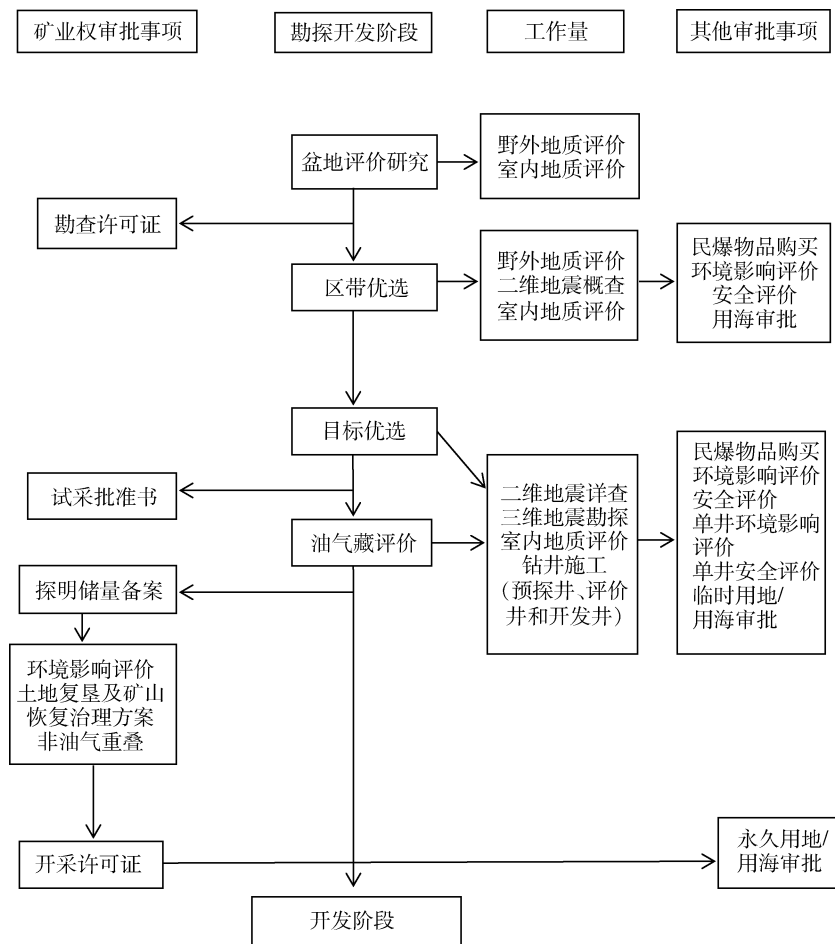 矿业权审批事项
勘探开发阶段
工作量
其他审批事项
盆地评价研究
野外地质评价
室内地质评价
勘查许可证
区带优选
野外地质评价
二维地震概查
室内地质评价
民爆物品购买
环境影响评价
安全评价
用海审批
目标优选
试采批准书
油气藏评价
二维地震详查
三维地震勘探
室内地质评价
钻井施工
(预探井、评价
井和开发井)
民爆物品购买
环境影响评价
安全评价
单井环境影响
评价
单井安全评价
临时用地/
用海审批
探明储量备案
环境影响评价
土地复垦及矿山
恢复治理方案
非油气重叠
开采许可证
永久用地/
用海审批
开发阶段